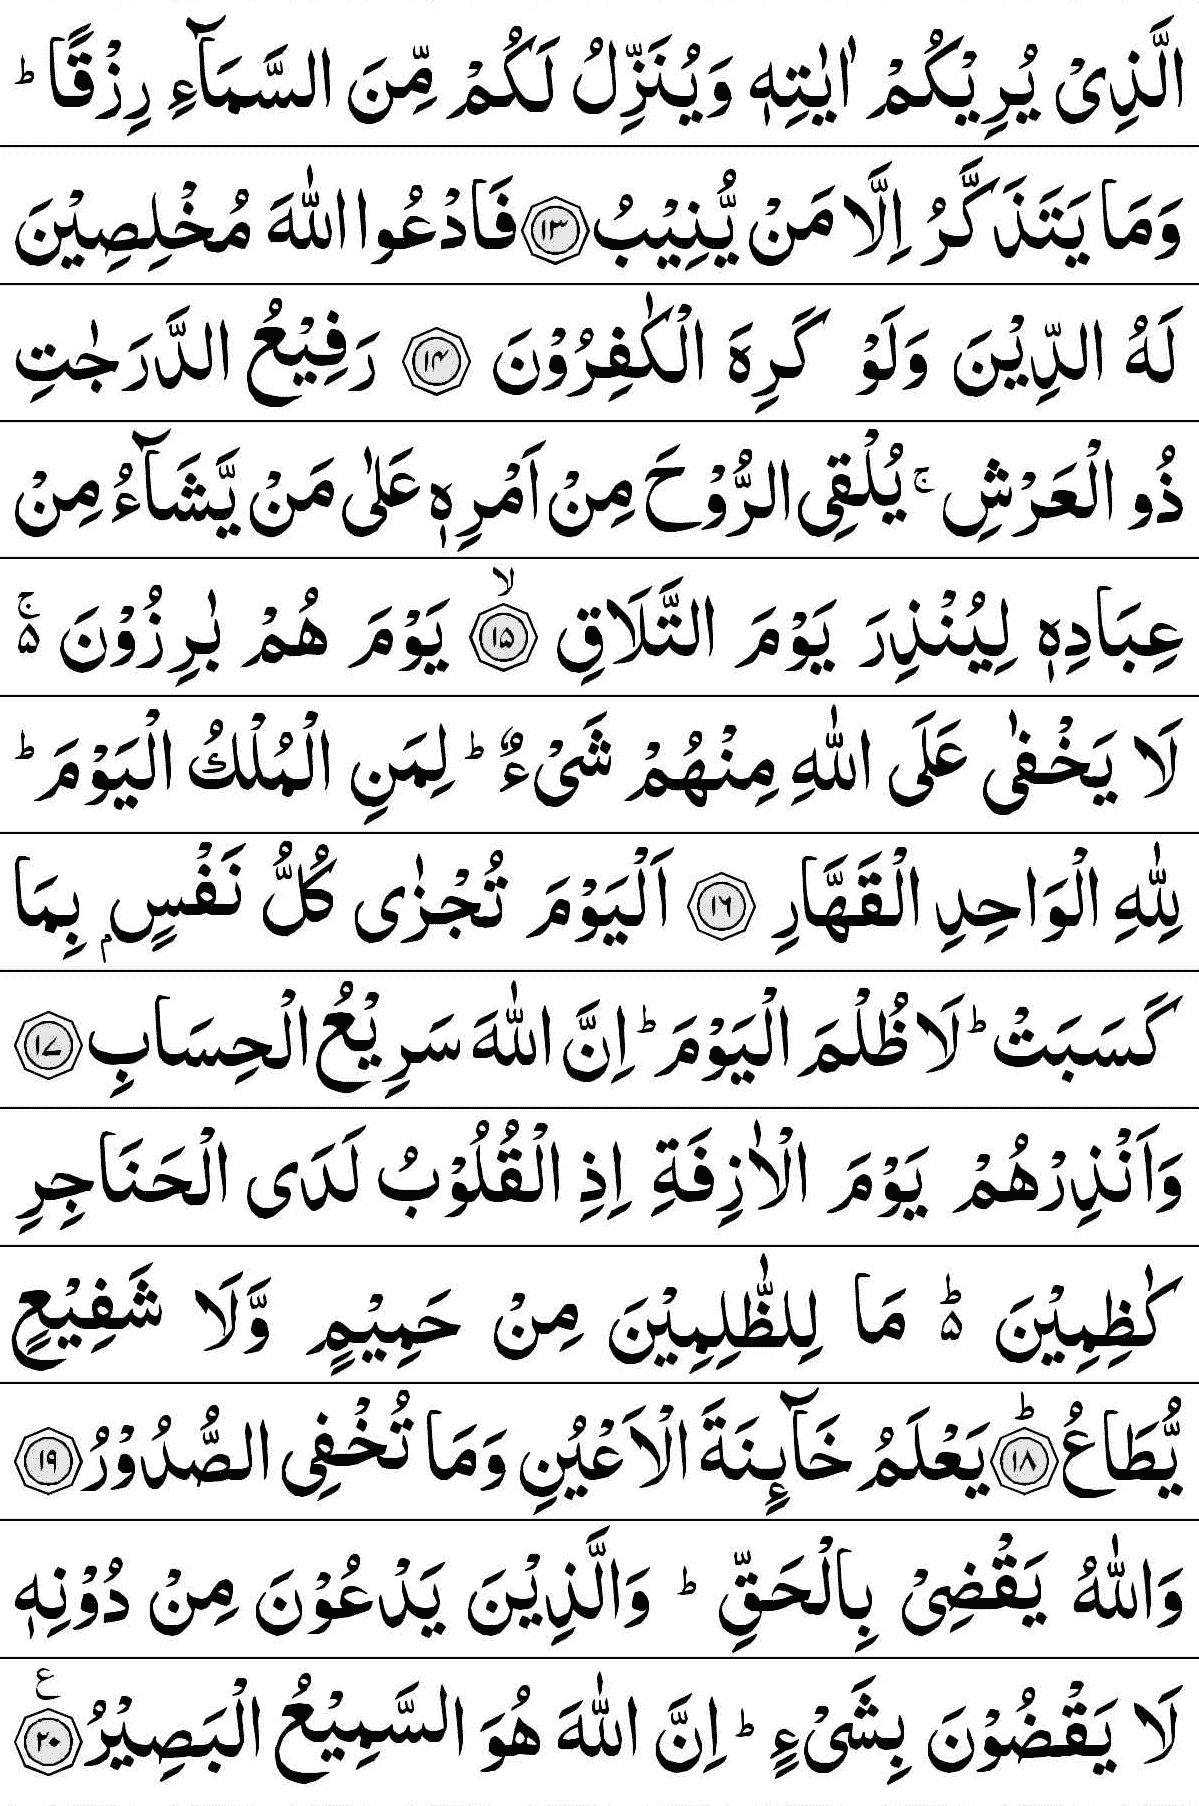 الَّذِیْ یُرِیْكُمْ اٰیٰتِهٖ وَیُنَزِّلُ لَكُمْ مِّنَ السَّمَآءِ رِزْقًا ؕ
وَمَا یَتَذَكَّرُ اِلَّا مَنْ یُّنِیْبُ ﴿۱۳﴾ فَادْعُوا اللّٰهَ مُخْلِصِیْنَ
لَهُ الدِّیْنَ وَلَوْ كَرِهَ الْكٰفِرُوْنَ ﴿۱۴﴾ رَفِیْعُ الدَّرَجٰتِ
ذُو الْعَرْشِ ۚ یُلْقِی الرُّوْحَ مِنْ اَمْرِهٖ عَلٰی مَنْ یَّشَآءُ مِنْ
عِبَادِهٖ لِیُنْذِرَ یَوْمَ التَّلَاقِ ﴿۱۵﴾ۙ یَوْمَ هُمْ بٰرِزُوْنَ ۵ۚ
لَا یَخْفٰی عَلَی اللّٰهِ مِنْهُمْ شَیْءٌ ؕ لِمَنِ الْمُلْكُ الْیَوْمَ ؕ
لِلّٰهِ الْوَاحِدِ الْقَهَّارِ ﴿۱۶﴾ اَلْیَوْمَ تُجْزٰی كُلُّ نَفْسٍۭ بِمَا
كَسَبَتْ ؕ لَا ظُلْمَ الْیَوْمَ ؕ اِنَّ اللّٰهَ سَرِیْعُ الْحِسَابِ ﴿۱۷﴾
وَاَنْذِرْهُمْ یَوْمَ الْاٰزِفَةِ اِذِ الْقُلُوْبُ لَدَی الْحَنَاجِرِ
كٰظِمِیْنَ ۵ؕ مَا لِلظّٰلِمِیْنَ مِنْ حَمِیْمٍ وَّلَا شَفِیْعٍ
یُّطَاعُ ﴿۱۸﴾ؕ یَعْلَمُ خَآىِٕنَةَ الْاَعْیُنِ وَمَا تُخْفِی الصُّدُوْرُ ﴿۱۹﴾
وَاللّٰهُ یَقْضِیْ بِالْحَقِّ ؕ وَالَّذِیْنَ یَدْعُوْنَ مِنْ دُوْنِهٖ
لَا یَقْضُوْنَ بِشَیْءٍ ؕ اِنَّ اللّٰهَ هُوَ السَّمِیْعُ الْبَصِیْرُ ﴿۲۰﴾ ع